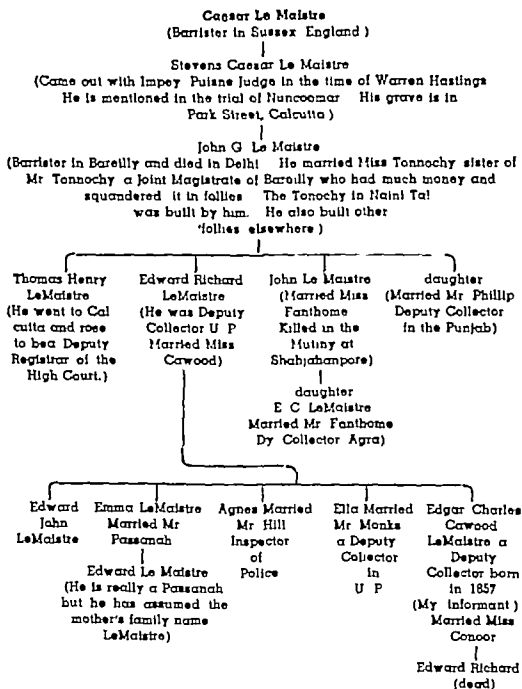 Caesar Le Maistre
(Barrister in Sussex England)
Stevens Caesar Le Maistre
(Came out with Impey Puisne Judge in the time of Warren Hastings
He is mentioned in the trial of Nuncoomar His grave is in
Park Street, Calcutta)
John G Le Maistre
(Barrister in Bareilly and died in Delhi He married Miss Tonnochy sister of
Mr Tonnochy a Joint Magistrate of Bareilly who had much money and
squandered it in follies The Tonochy in Naini Tal
was built by him. He also built other
'follies elsewhere)
Thomas Henry
LeMaistre
(He went to Cal
cutta and rose
to bea Deputy
Registrar of the
High Court.)
Edward Richard
LeMaistre
(He was Deputy
Collector U P
Married Miss
Cawood)
John Le Maistre
(Married Miss
Fanthome
Killed in the
Mutiny at
Shahjahanpore)
daughter
(Married Mr Phillip
Deputy Collector
in the Punjab)
daughter
E C LeMaistre
Married Mr Fanthome
Dy Collector Agra)
Edward
John
LeMaistre
Emma LeMaistre
Married Mr
Passanah
Agnes Married
Mr Hill
Inspector
of
Police
Ella Married
Mr Monks
a Deputy
Collector
in
U P
Edgar Charles
Cawood
LeMaistre a
Deputy
Collector born
in 1857
(My informant)
Married Miss
Conoor
Edward Le Maistre
(He is really a Passanah
but he has assumed the
mother's family name
LeMaistre)
Edward Richard
(dead)